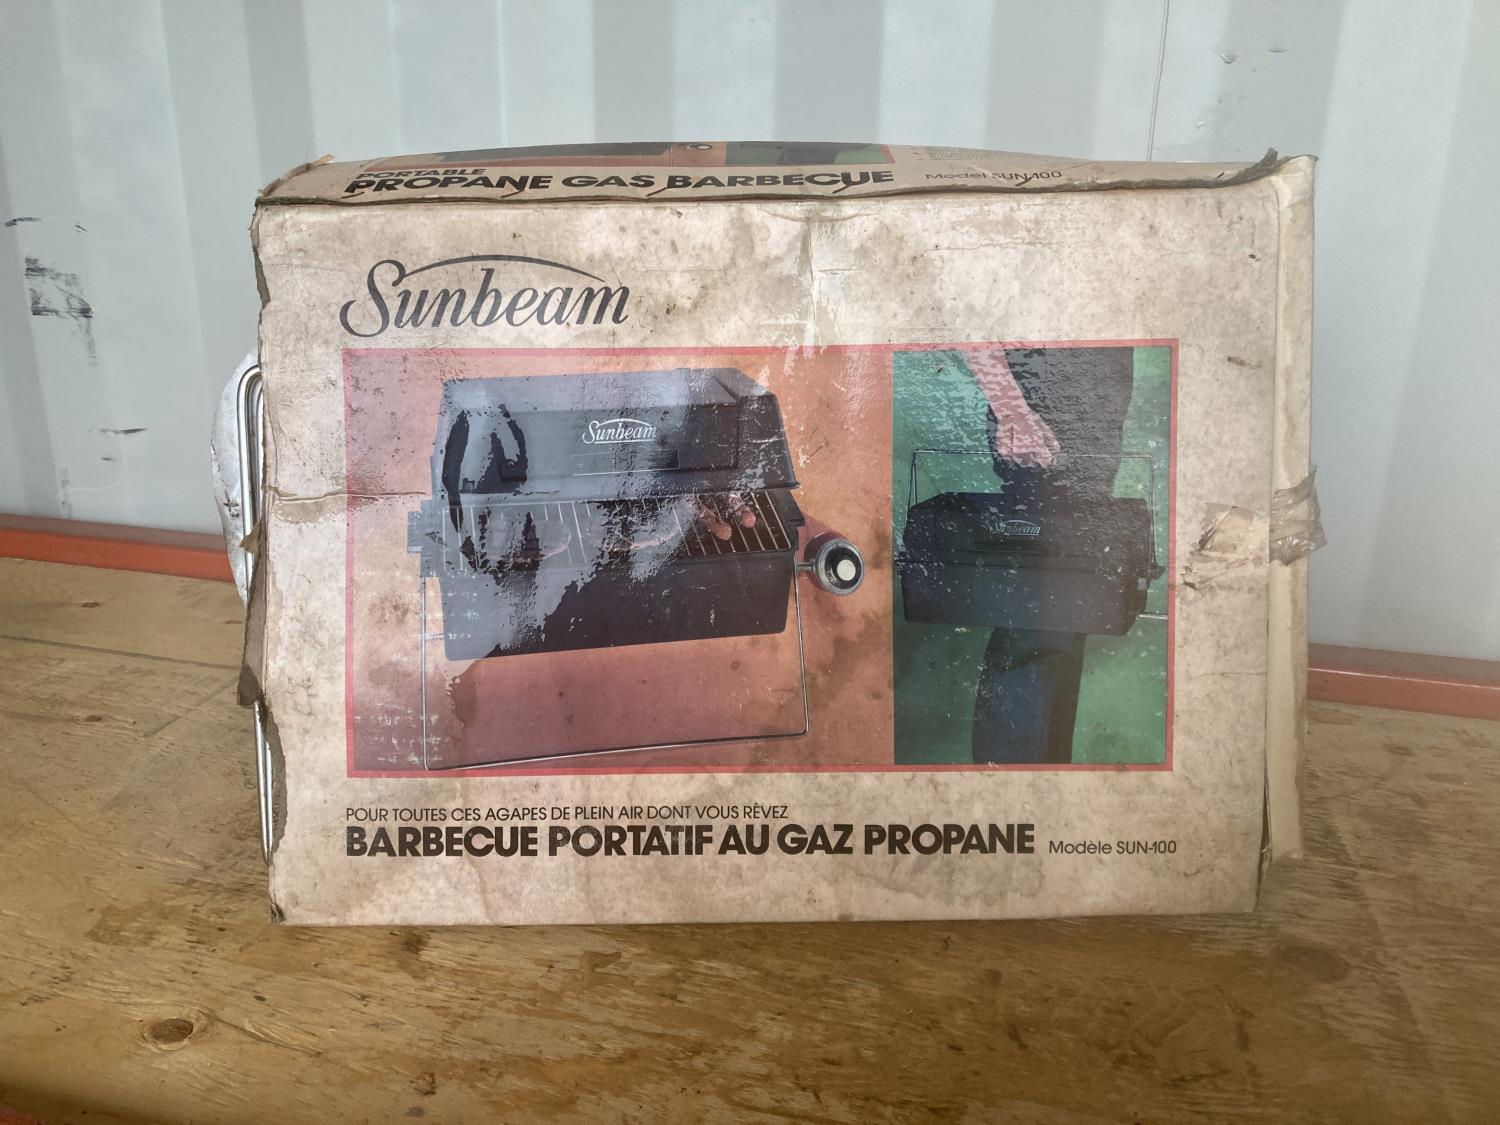 PORTABLE
PROPANE GAS BARBECUE Model SUN-100
Sunbeam
Sunbeam
Sunbeam
POUR TOUTES CES AGAPES DE PLEIN AIR DONT VOUS RÊVEZ
BARBECUE PORTATIF AU GAZ PROPANE Modèle SUN-100